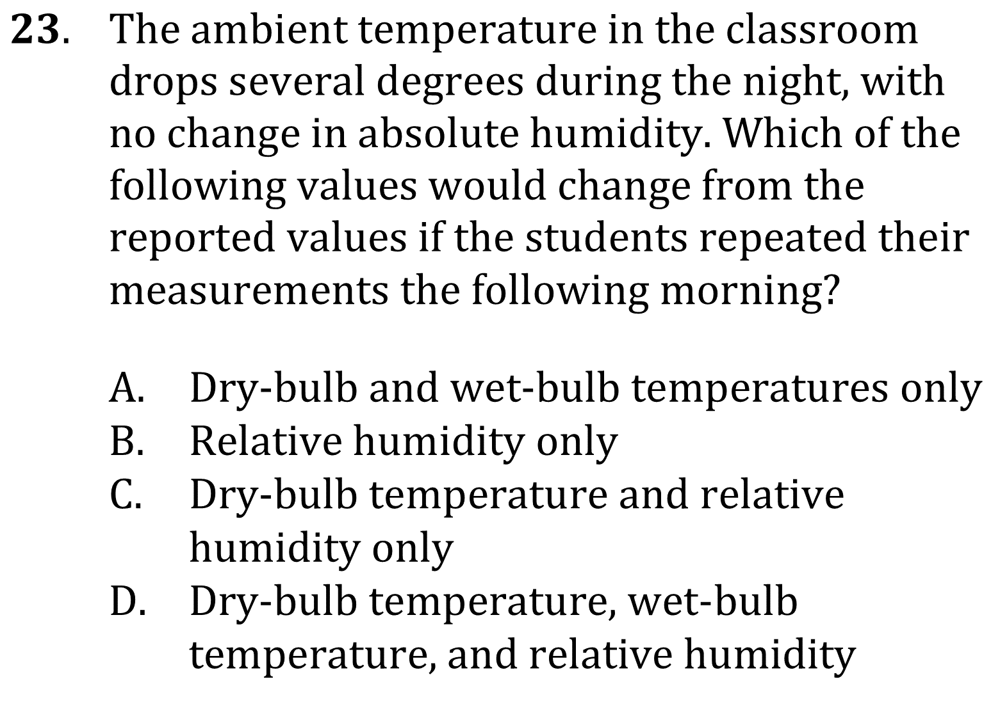 23. The ambient temperature in the classroom
drops several degrees during the night, with
no change in absolute humidity. Which of the
following values would change from the
reported values if the students repeated their
measurements the following morning?
A. Dry-bulb and wet-bulb temperatures only
B. Relative humidity only
C. Dry-bulb temperature and relative
humidity only
D. Dry-bulb temperature, wet-bulb
temperature, and relative humidity